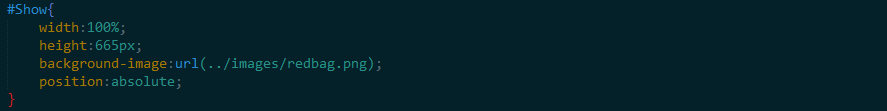 #Show{
width:100%;
height:665px;
background-image:url(../images/redbag.png);
position:absolute;
}